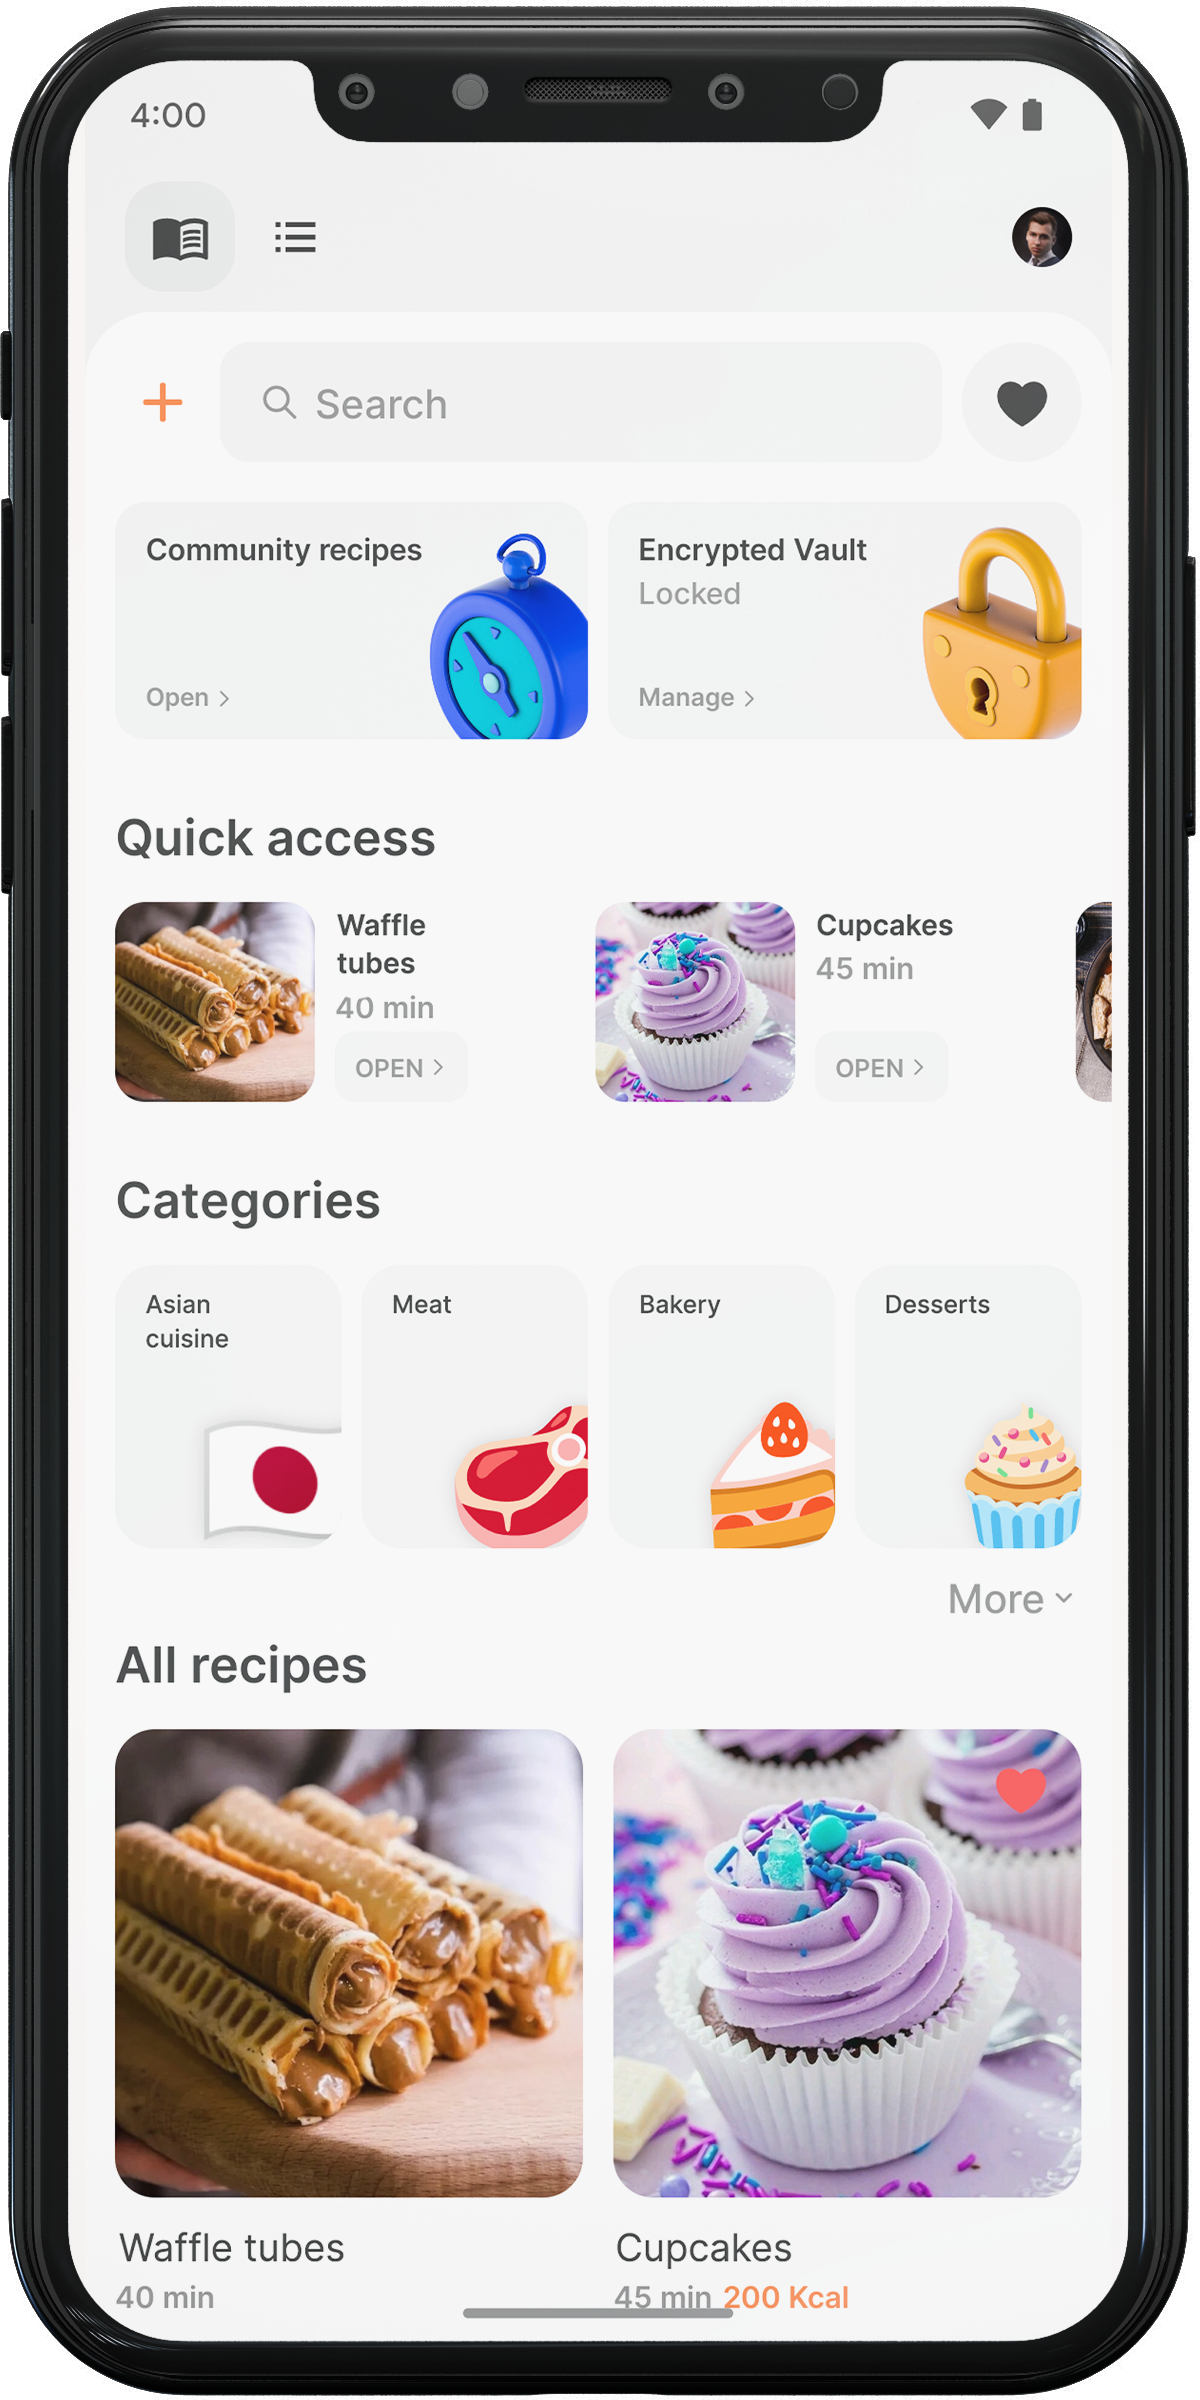 4:00
Search
Community recipes
Open >
Encrypted Vault
Locked
Manage >
Quick access
Waffle
tubes
40 min
OPEN >
Cupcakes
45 min
OPEN >
Categories
Asian
cuisine
Meat
Bakery
Desserts
More
All recipes
Waffle tubes
40 min
Cupcakes
45 min 200 Kcal